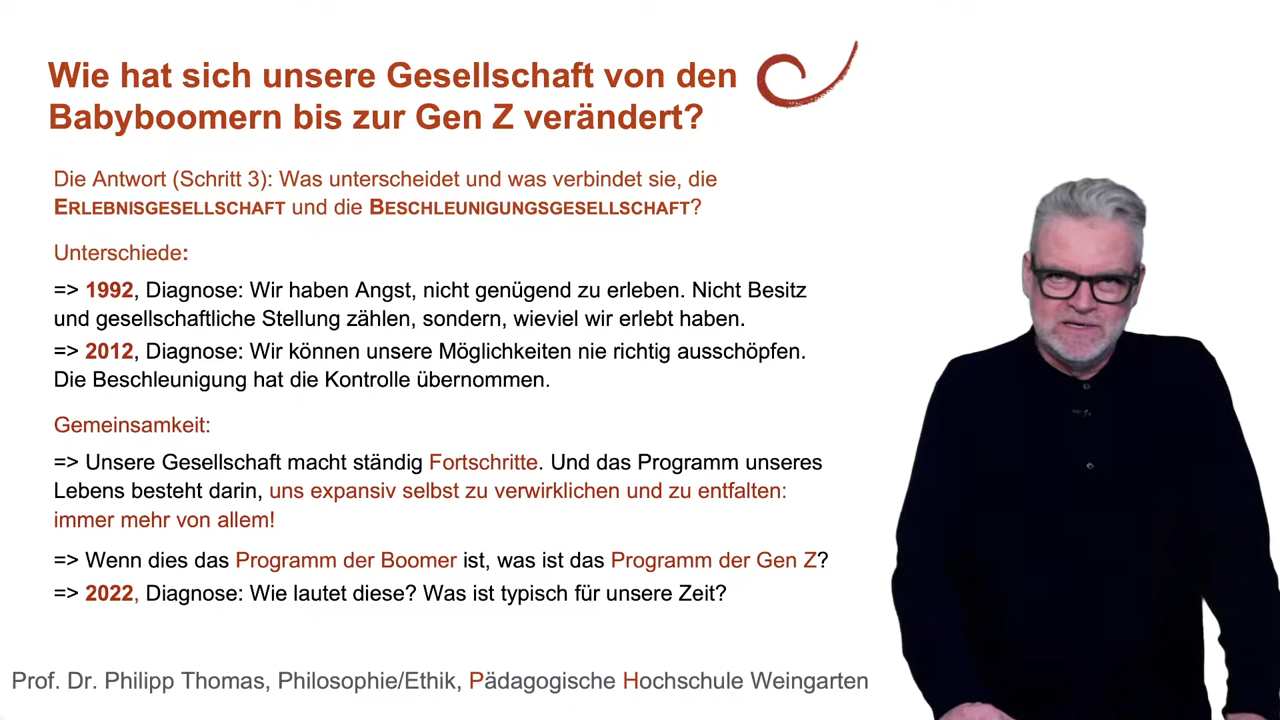 Wie hat sich unsere Gesellschaft von den
Babyboomern bis zur Gen Z verändert?
Die Antwort (Schritt 3): Was unterscheidet und was verbindet sie, die
ERLEBNISGESELLSCHAFT und die BESCHLEUNIGUNGSGESELLSCHAFT?
Unterschiede:
=> 1992, Diagnose: Wir haben Angst, nicht genügend zu erleben. Nicht Besitz
und gesellschaftliche Stellung zählen, sondern, wieviel wir erlebt haben.
=> 2012, Diagnose: Wir können unsere Möglichkeiten nie richtig ausschöpfen.
Die Beschleunigung hat die Kontrolle übernommen.
Gemeinsamkeit:
=> Unsere Gesellschaft macht ständig Fortschritte. Und das Programm unseres
Lebens besteht darin, uns expansiv selbst zu verwirklichen und zu entfalten:
immer mehr von allem!
=> Wenn dies das Programm der Boomer ist, was ist das Programm der Gen Z?
=> 2022, Diagnose: Wie lautet diese? Was ist typisch für unsere Zeit?
Prof. Dr. Philipp Thomas, Philosophie/Ethik, Pädagogische Hochschule Weingarten